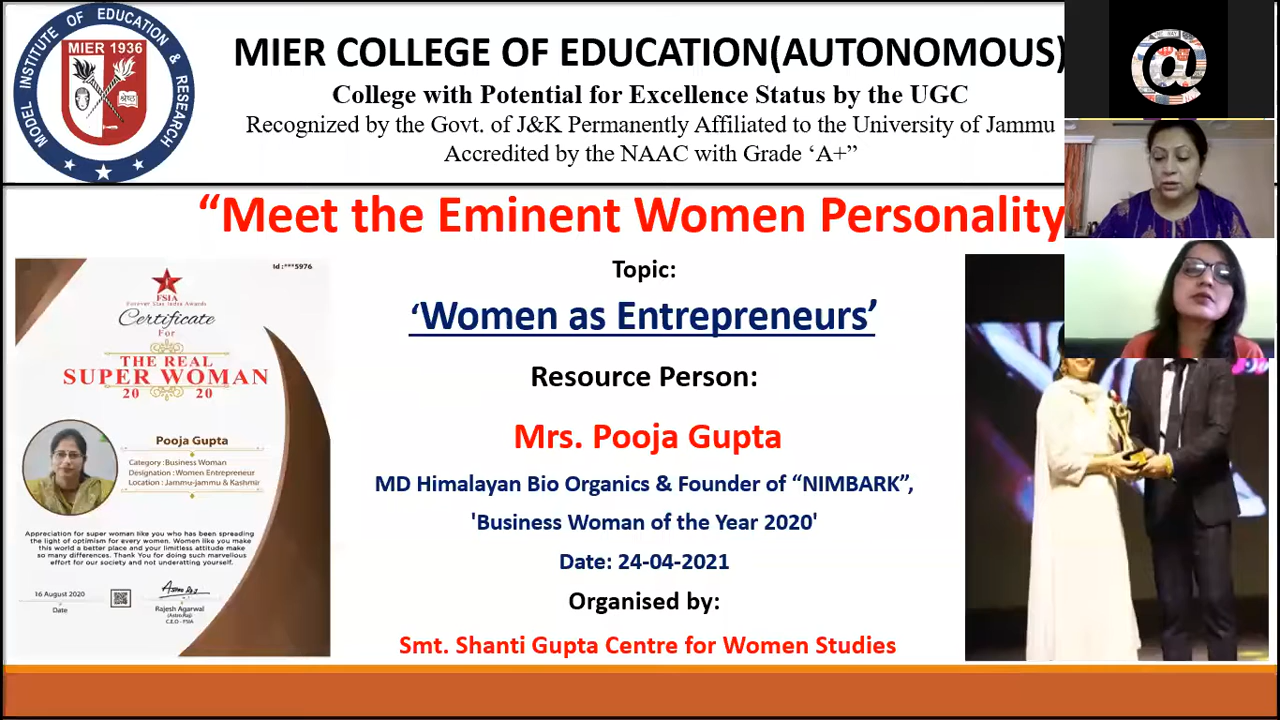 MODEL INSTITUTE OF EDUCATION & RESEARCH
MIER 1936
MIER COLLEGE OF EDUCATION(AUTONOMOUS)
College with Potential for Excellence Status by the UGC
Recognized by the Govt. of J&K Permanently Affiliated to the University of Jammu
Accredited by the NAAC with Grade ‘A+”
“Meet the Eminent Women Personality
Id :***5976
FSIA
Forever Star India Awards
Certificate
For
THE REAL
SUPER WOMAN
20 20
Pooja Gupta
Category : Business Woman
Designation : Women Entrepreneur
Location : Jammu-jammu & Kashmir
Appreciation for super woman like you who has been spreading
the light of optimism for every women. Women like you make
this world a better place and your limitless attitude make
so many differences. Thank You for doing such marvellous
effort for our society and not underatting yourself.
16 August 2020
Date
Rajesh Agarwal
(Astro Raj)
C.E.O - FSIA
Topic:
‘Women as Entrepreneurs’
Resource Person:
Mrs. Pooja Gupta
MD Himalayan Bio Organics & Founder of “NIMBARK”,
'Business Woman of the Year 2020'
Date: 24-04-2021
Organised by:
Smt. Shanti Gupta Centre for Women Studies
@